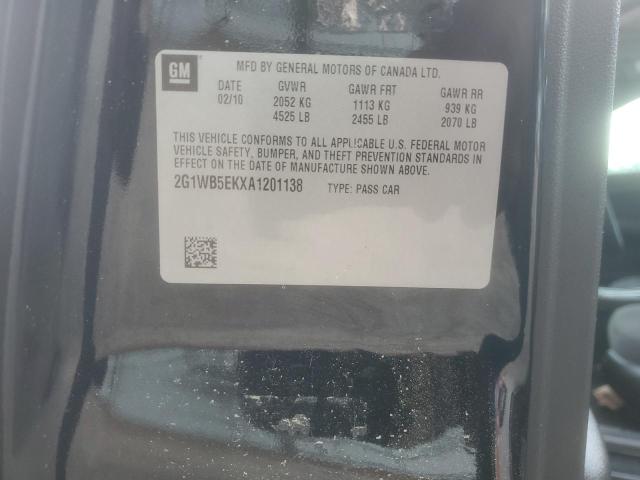 GM
MFD BY GENERAL MOTORS OF CANADA LTD.
DATE GVWR GAWR FRT GAWR RR
02/10 2052 KG 1113 KG 939 KG
4525 LB 2455 LB 2070 LB
THIS VEHICLE CONFORMS TO ALL APPLICABLE U.S. FEDERAL MOTOR
VEHICLE SAFETY, BUMPER, AND THEFT PREVENTION STANDARDS IN
EFFECT ON THE DATE OF MANUFACTURE SHOWN ABOVE.
2G1WB5EKXA1201138 TYPE: PASS CAR